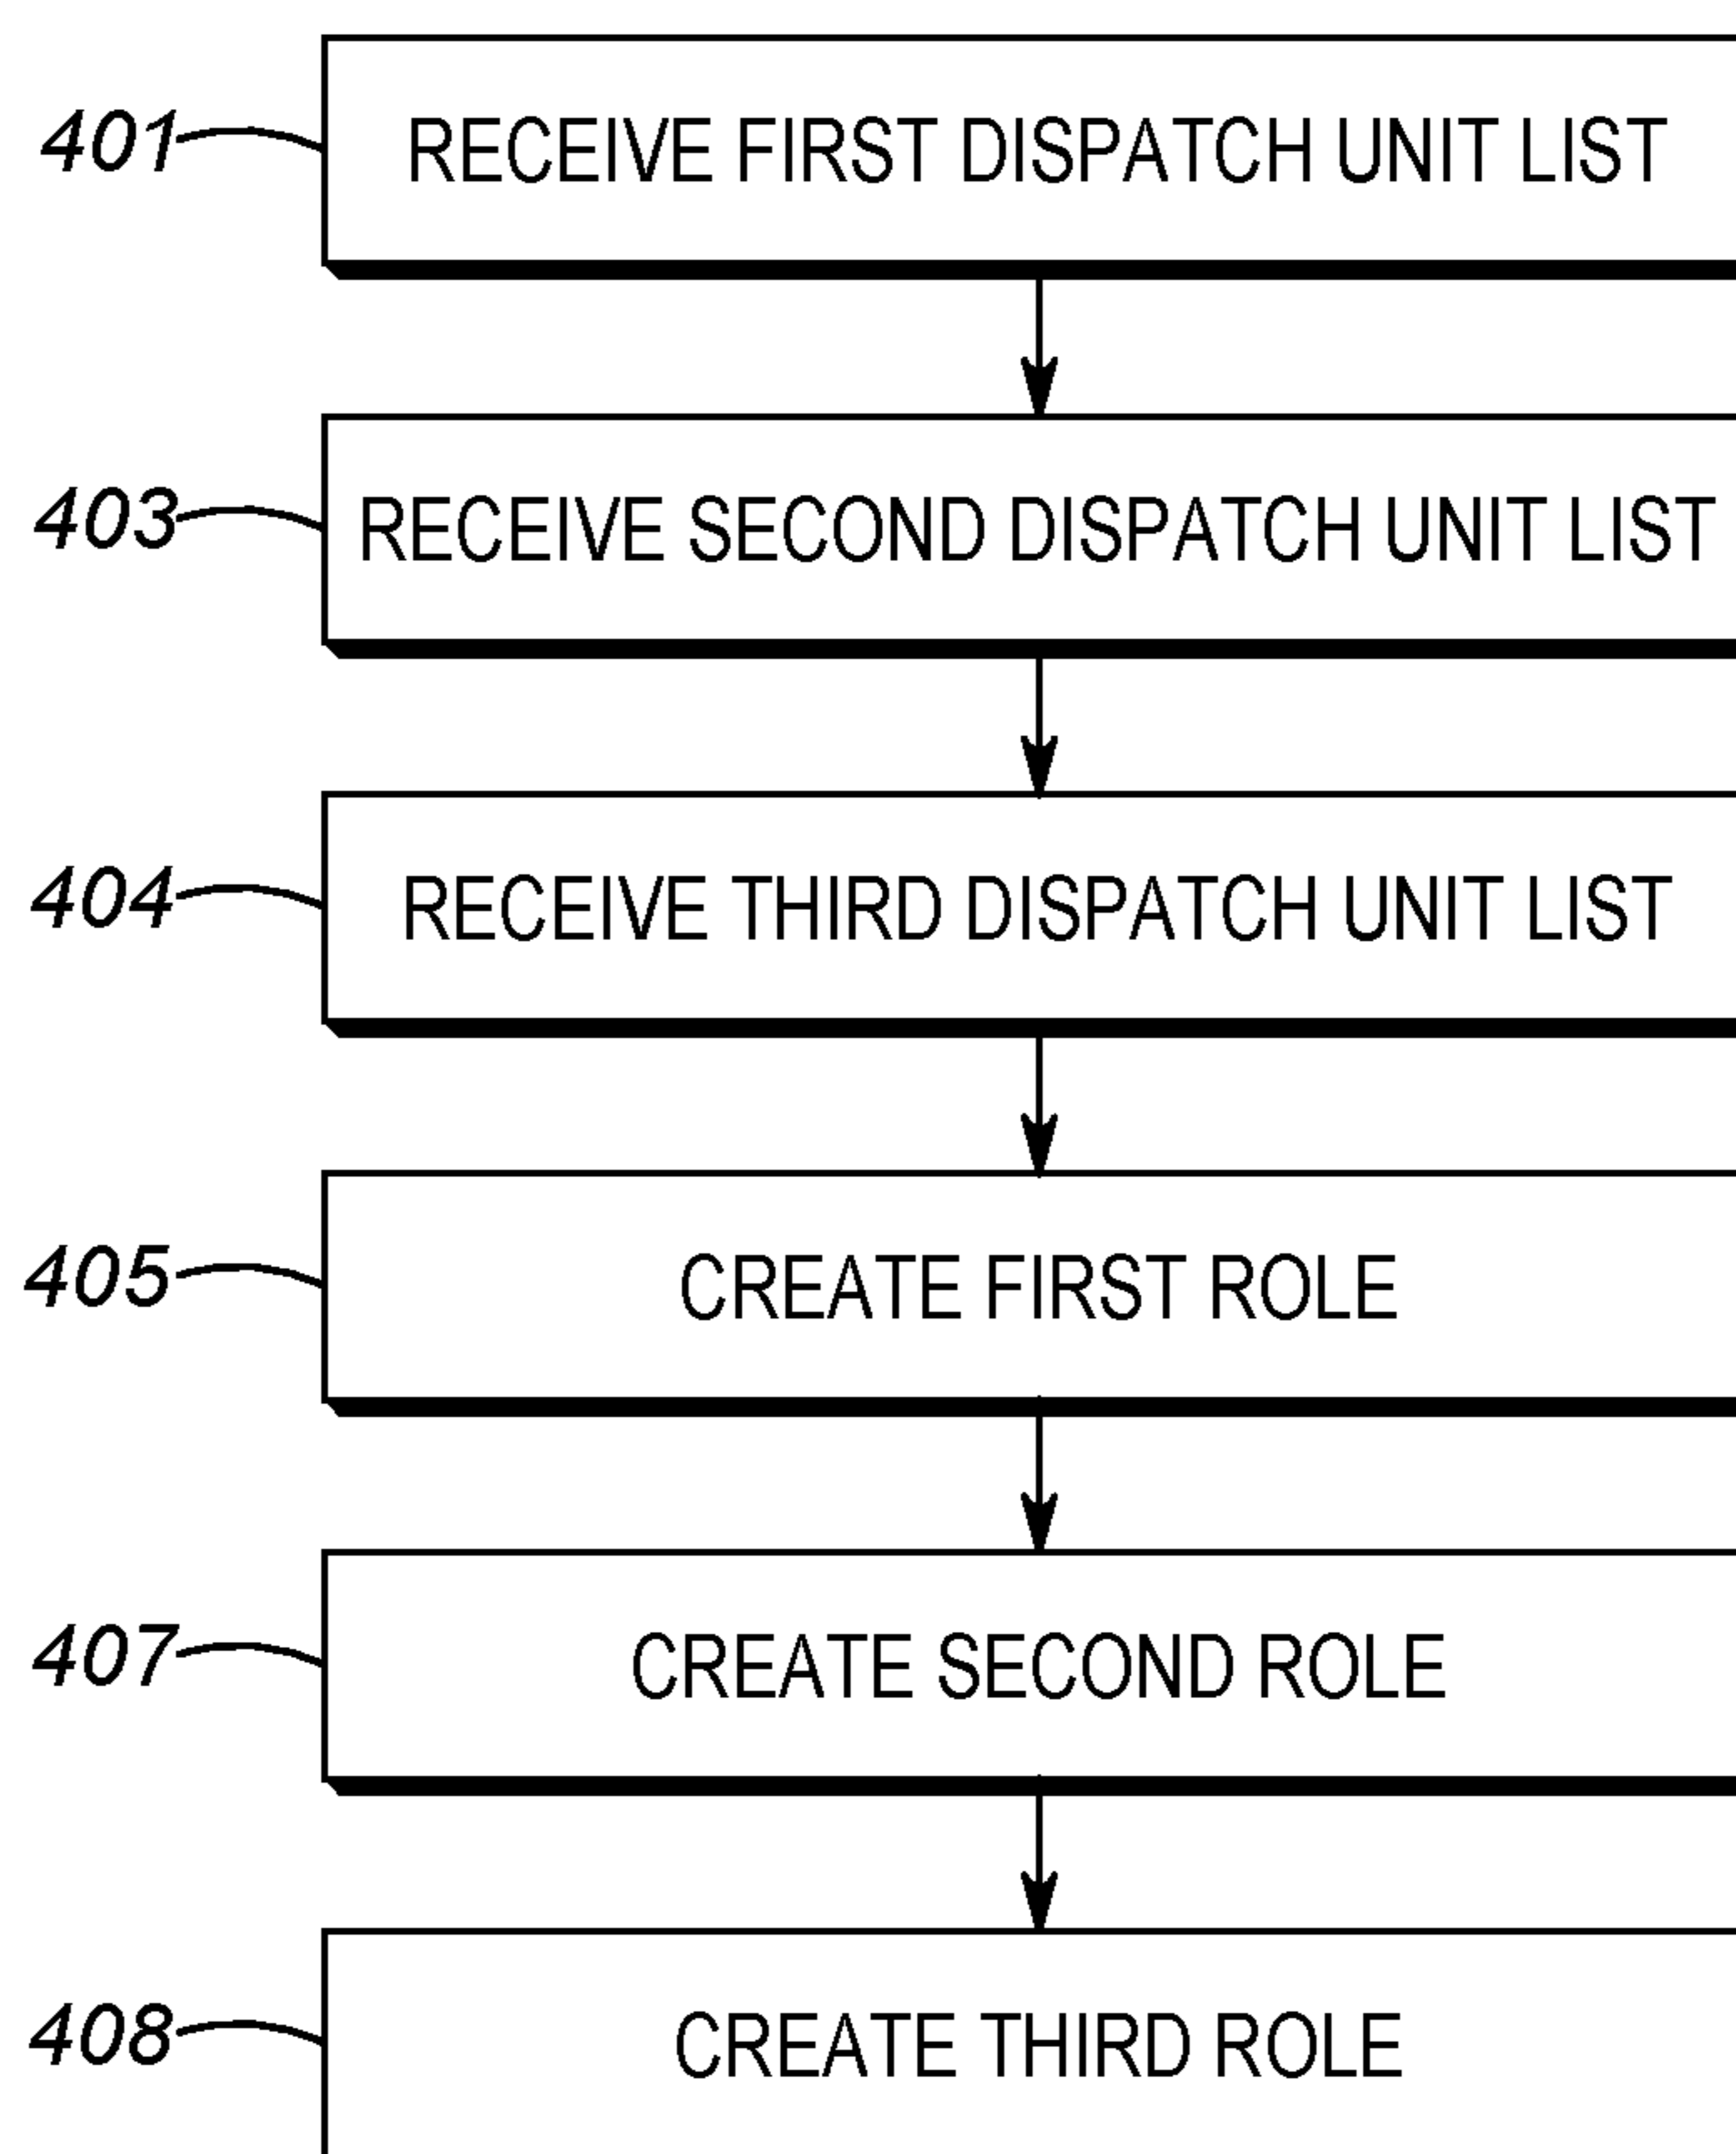 401 RECEIVE FIRST DISPATCH UNIT LIST
403 RECEIVE SECOND DISPATCH UNIT LIST
404 RECEIVE THIRD DISPATCH UNIT LIST
405 CREATE FIRST ROLE
407 CREATE SECOND ROLE
408 CREATE THIRD ROLE